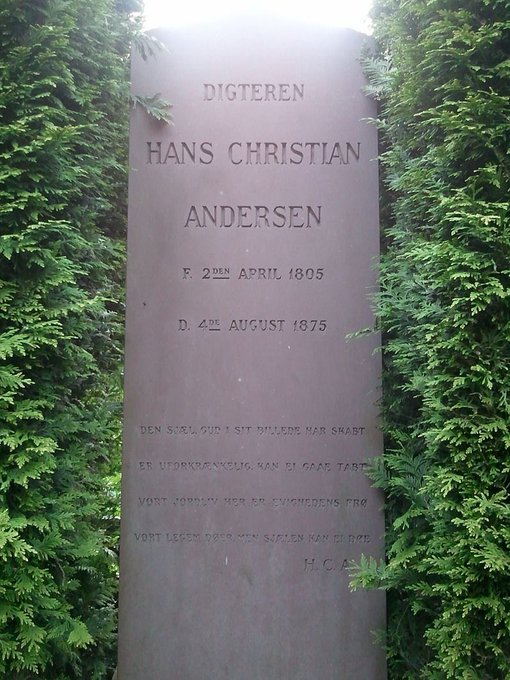 DIGTEREN
HANS CHRISTIAN
ANDERSEN
F. 2DEN APRIL 1805
D. 4DE AUGUST 1875
DEN SJÆL, GUD I SIT BILLEDE HAR SKABT
ER UFORKRÆNKELIG, KAN EI GAAE TABT
VORT JORDLIV HER ER EVIGHEDENS FRØ
VORT LEGEM DØER, MEN SJÆLEN KAN EI DØE
H. C. A.